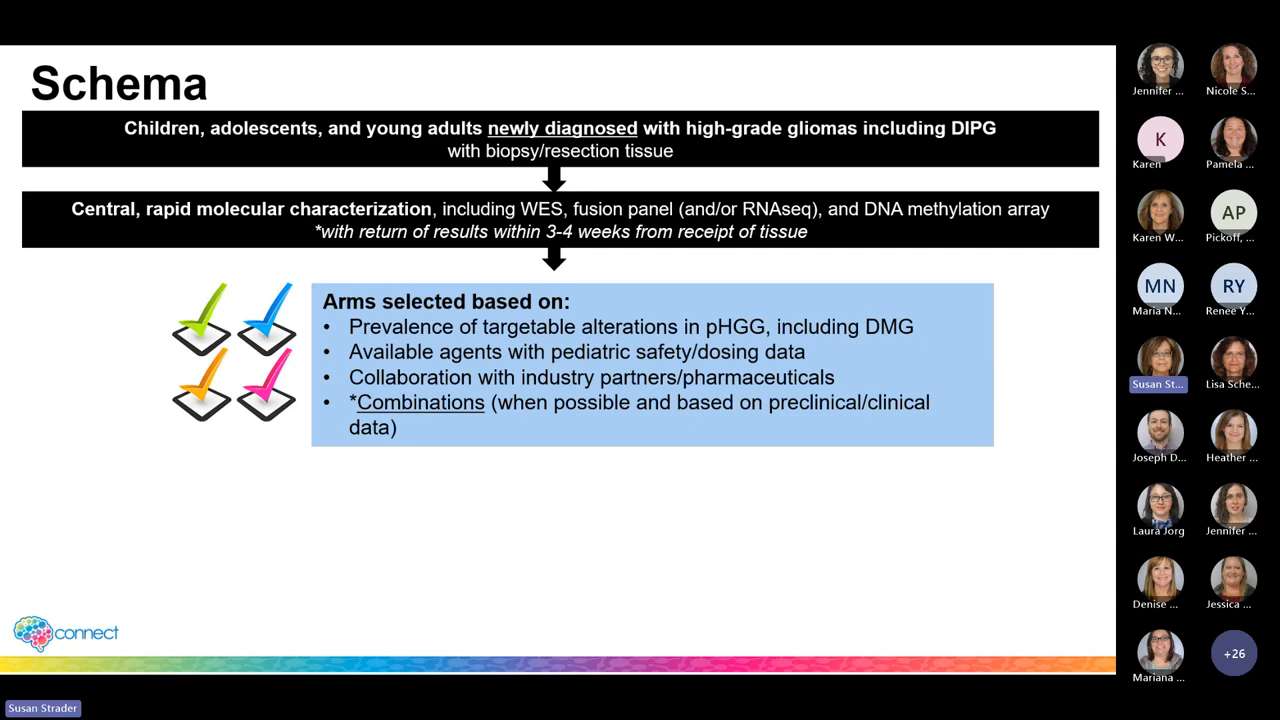 Schema
Children, adolescents, and young adults newly diagnosed with high-grade gliomas including DIPG
with biopsy/resection tissue
Central, rapid molecular characterization, including WES, fusion panel (and/or RNAseq), and DNA methylation array
*with return of results within 3-4 weeks from receipt of tissue
Arms selected based on:
• Prevalence of targetable alterations in pHGG, including DMG
• Available agents with pediatric safety/dosing data
• Collaboration with industry partners/pharmaceuticals
• *Combinations (when possible and based on preclinical/clinical
data)
connect
Susan Strader
Jennifer ...
Nicole S...
K
Karen
Pamela ...
Karen W...
AP
Pickoff, ...
MN
Maria N...
RY
Renee Y...
Susan St...
Lisa Sche...
Joseph D...
Heather ...
Laura Jorg
Jennifer ...
Denise ...
Jessica ...
Mariana ...
+26